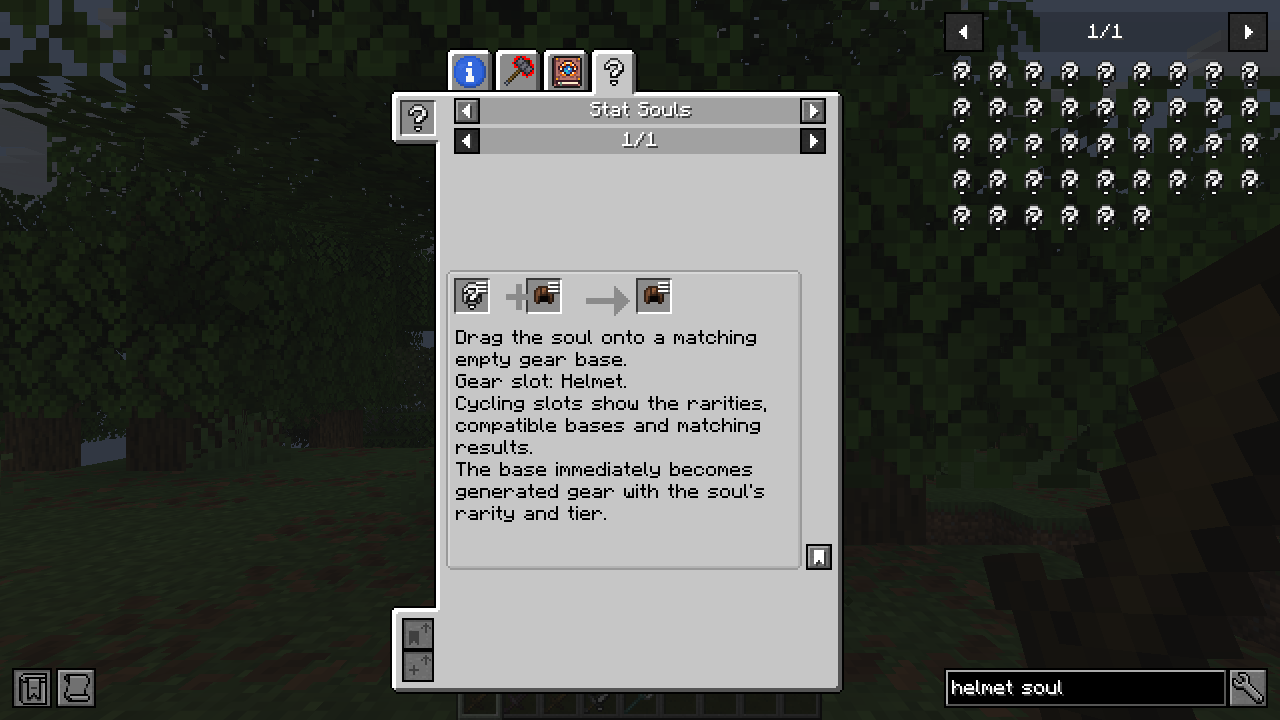 1/1
Stat Souls
1/1
Drag the soul onto a matching
empty gear base.
Gear slot: Helmet.
Cycling slots show the rarities,
compatible bases and matching
results.
The base immediately becomes
generated gear with the soul's
rarity and tier.
helmet soul